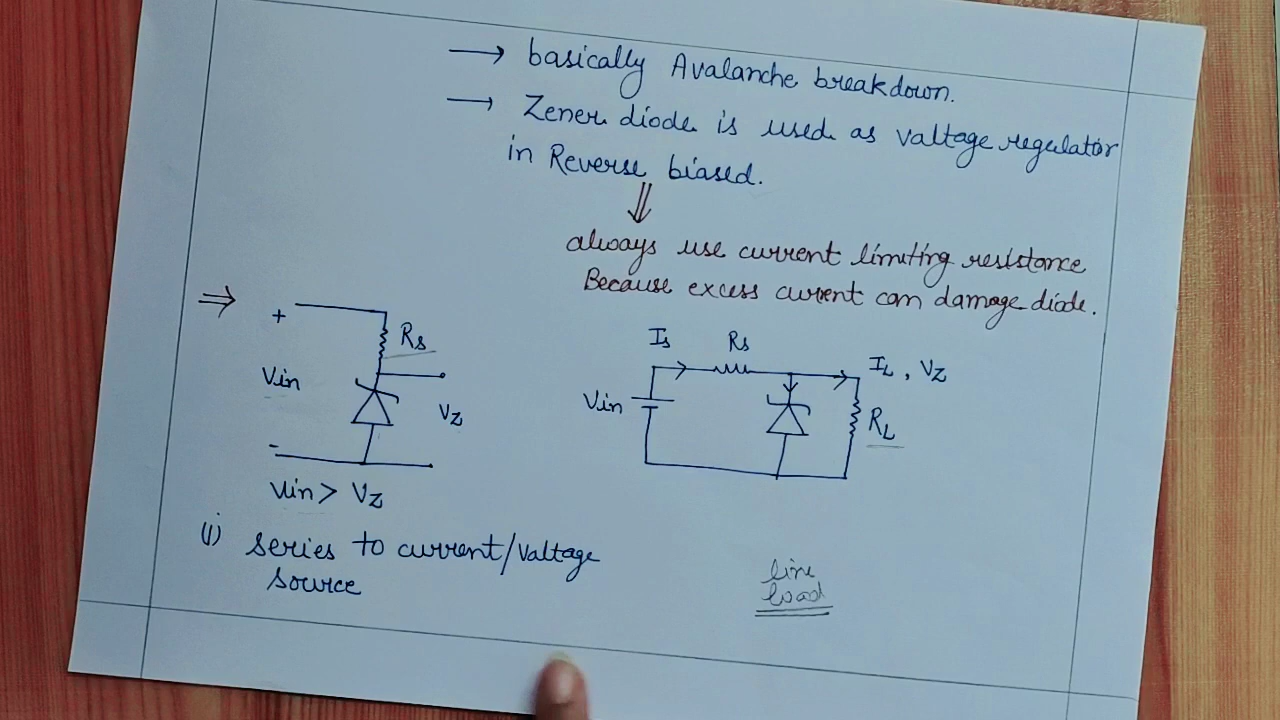 → basically Avalanche breakdown.
→ Zener diode is used as valtage regulator
in Reverse biased.
⇓
always use current limiting resistance
Because excess current can damage diode.
⇒
+
Rs
Vin
Vz
-
Vin > Vz
Is
Rs
IL , Vz
Vin
RL
(i) series to current/valtage
source
line
load